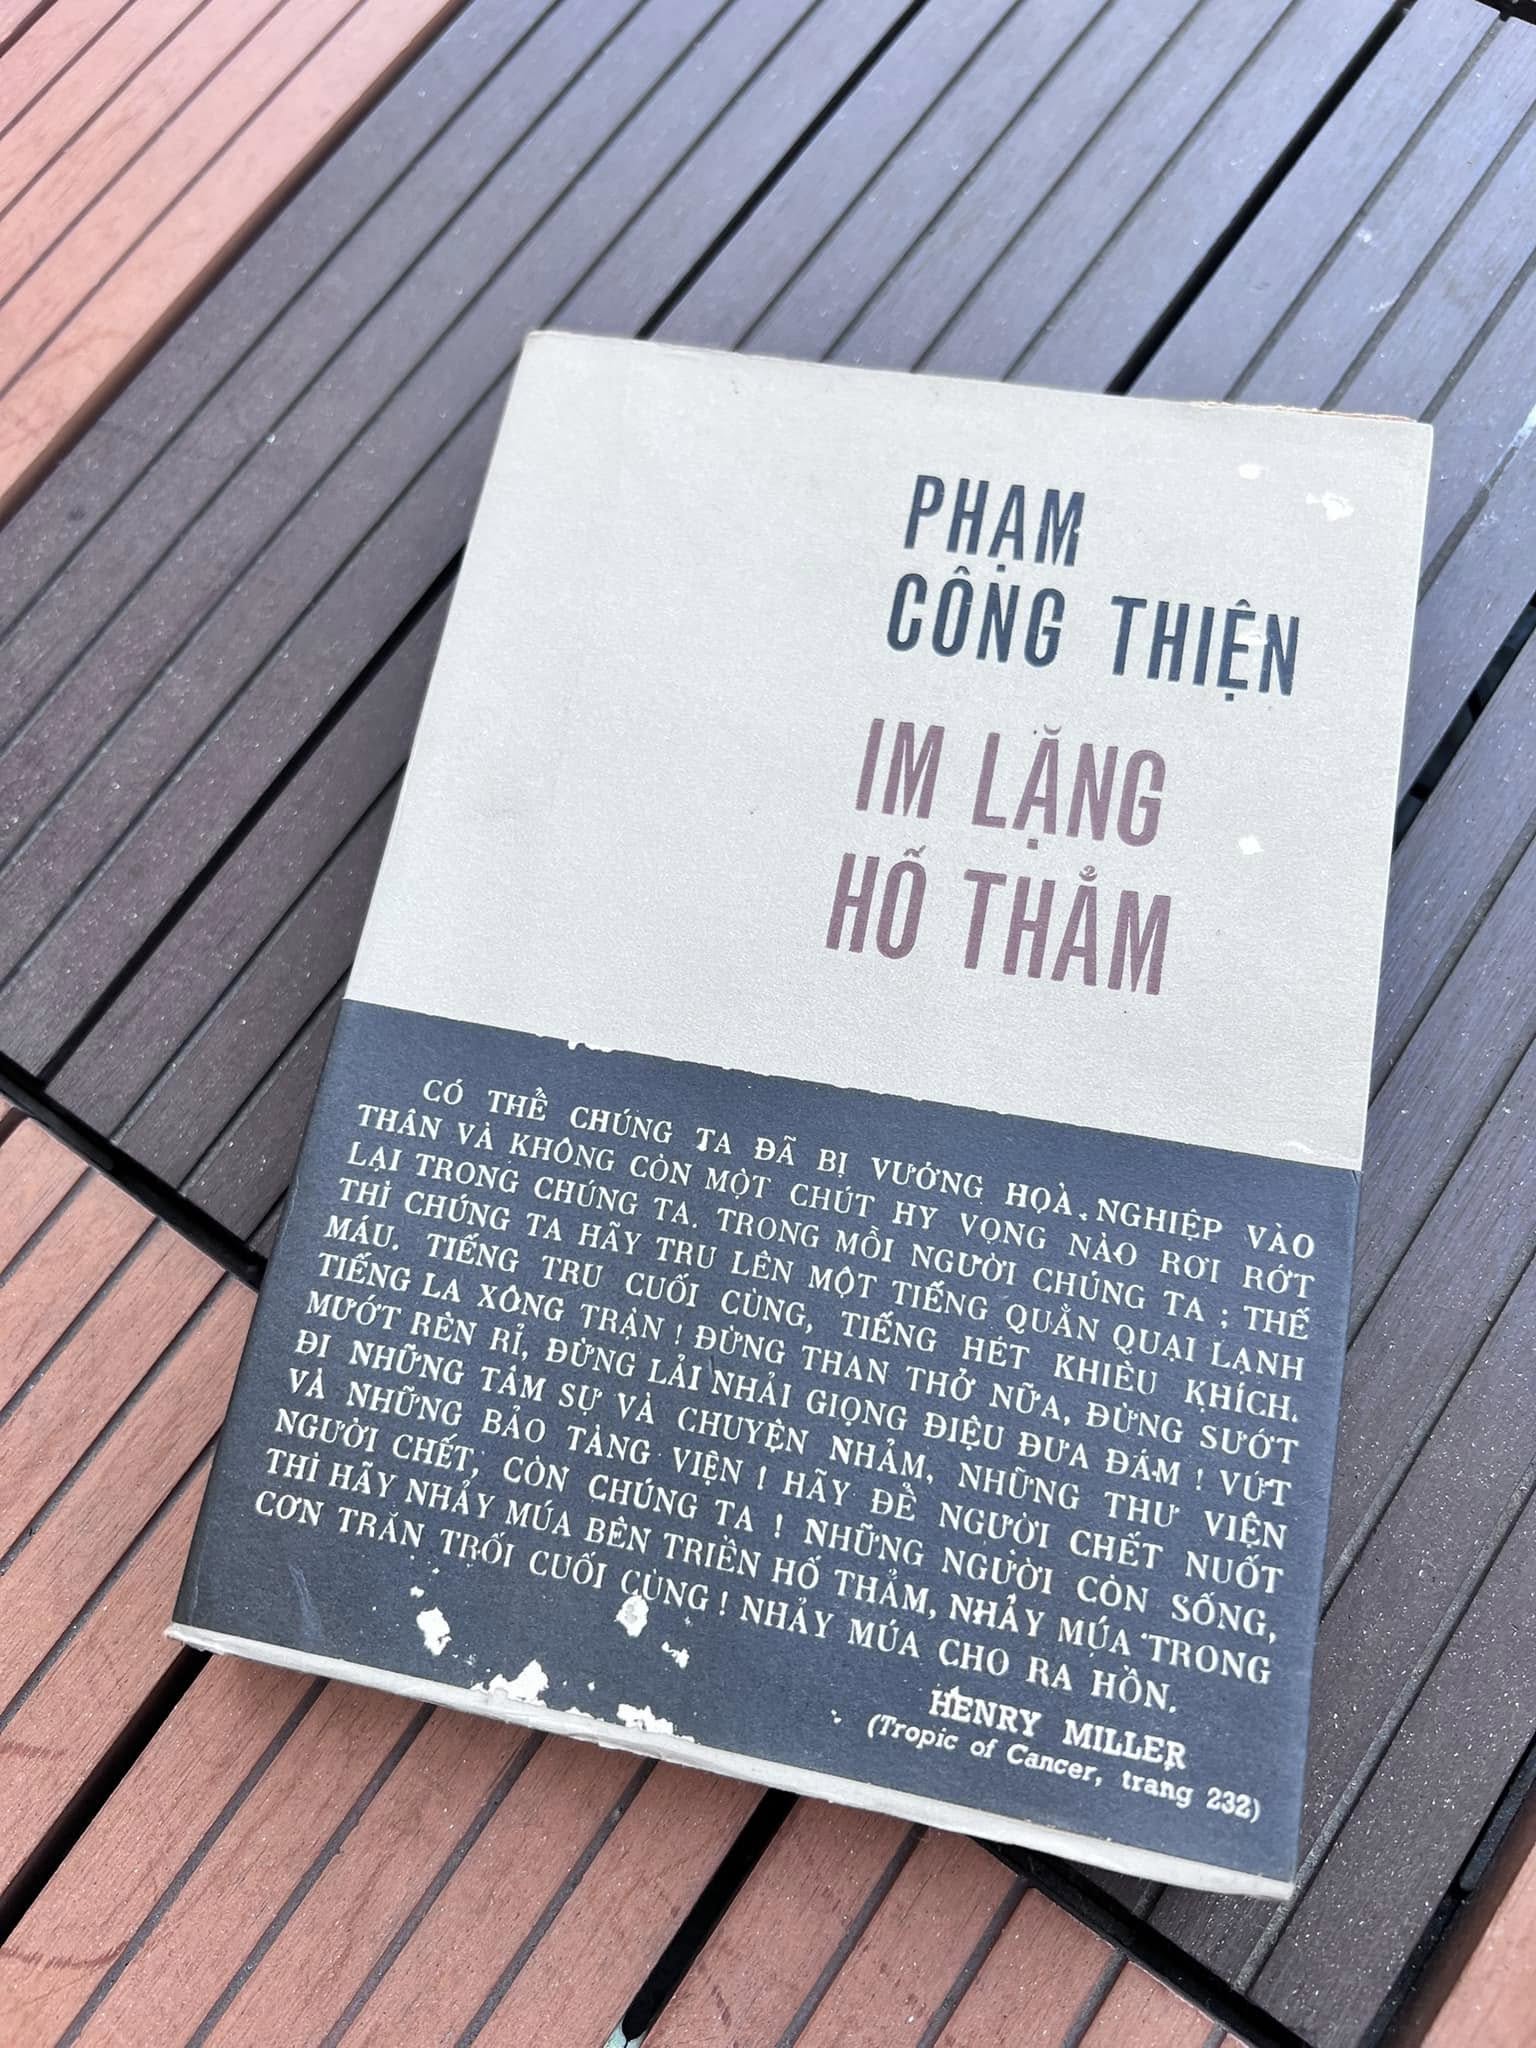 PHẠM
CÔNG THIỆN
IM LẶNG
HỐ THẲM
CÓ THỂ CHÚNG TA ĐÃ BỊ VƯỚNG HỌA NGHIỆP VÀO
THÂN VÀ KHÔNG CÒN MỘT CHÚT HY VỌNG NÀO RƠI RỚT
LẠI TRONG CHÚNG TA. TRONG MỖI NGƯỜI CHÚNG TA ; THẾ
THÌ CHÚNG TA HÃY TRU LÊN MỘT TIẾNG QUẰN QUẠI LẠNH
MÁU. TIẾNG TRU CUỐI CÙNG, TIẾNG HÉT KHIÊU KHÍCH.
TIẾNG LA XÔNG TRẬN ! ĐỪNG THAN THỞ NỮA, ĐỪNG SƯỚT
MƯỚT RÊN RỈ, ĐỪNG LẢI NHẢI GIỌNG ĐIỆU ĐƯA ĐÁM ! VỨT
ĐI NHỮNG TÂM SỰ VÀ CHUYỆN NHẢM, NHỮNG THƯ VIỆN
VÀ NHỮNG BẢO TÀNG VIỆN ! HÃY ĐỂ NGƯỜI CHẾT NUỐT
NGƯỜI CHẾT, CÒN CHÚNG TA ! NHỮNG NGƯỜI CÒN SỐNG,
THÌ HÃY NHẢY MÚA BÊN TRIỀN HỐ THẲM, NHẢY MÚA TRONG
CƠN TRĂN TRỐI CUỐI CÙNG ! NHẢY MÚA CHO RA HỒN.
HENRY MILLER
(Tropic of Cancer, trang 232)